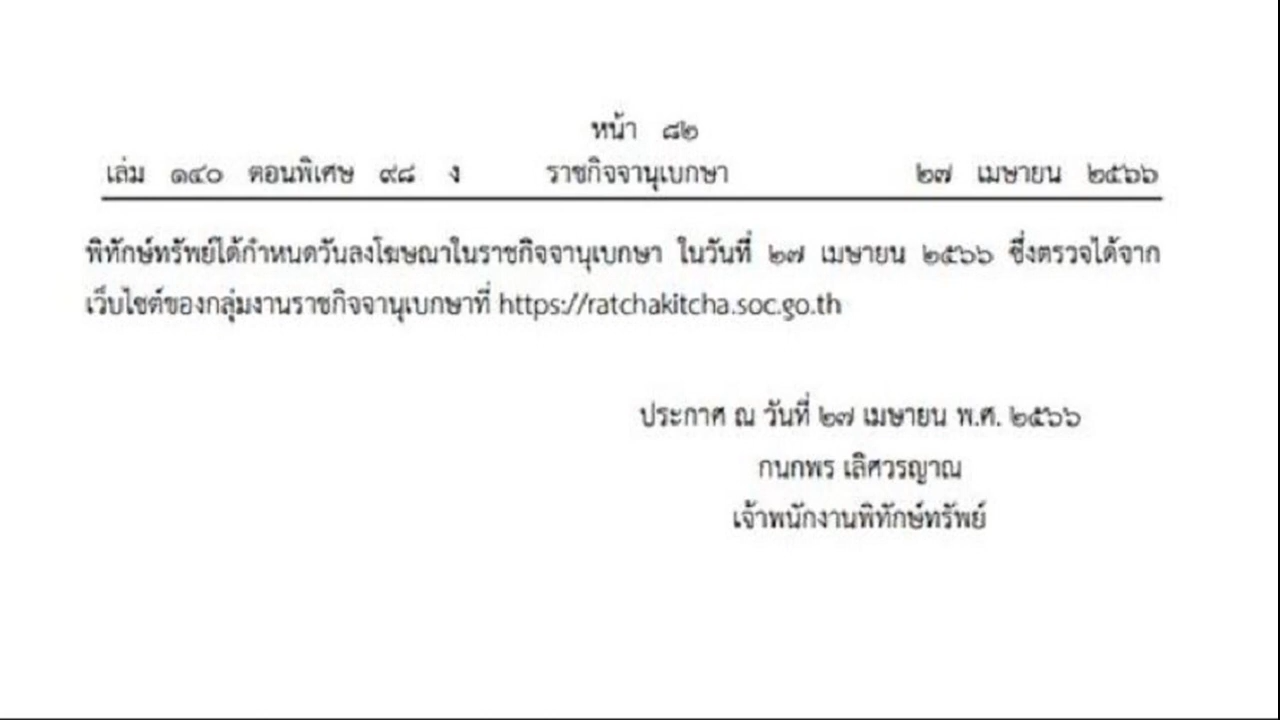 หน้า ๘๒
เล่ม ๑๔๐ ตอนพิเศษ ๙๘ ง ราชกิจจานุเบกษา ๒๗ เมษายน ๒๕๖๖
พิทักษ์ทรัพย์ได้กำหนดวันลงโฆษณาในราชกิจจานุเบกษา ในวันที่ ๒๗ เมษายน ๒๕๖๖ ซึ่งตรวจได้จาก
เว็บไซต์ของกลุ่มงานราชกิจจานุเบกษาที่ https://ratchakitcha.soc.go.th
ประกาศ ณ วันที่ ๒๗ เมษายน พ.ศ. ๒๕๖๖
กนกพร เลิศวรญาณ
เจ้าพนักงานพิทักษ์ทรัพย์